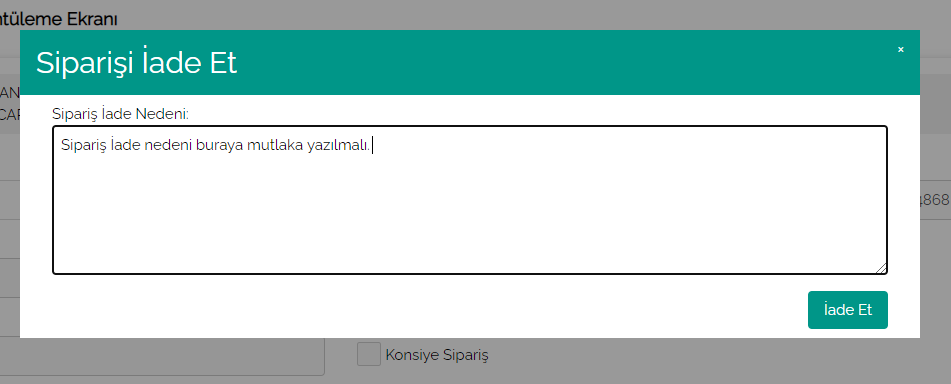 ntüleme Ekranı
Siparişi İade Et
×
AN
CAR
Sipariş İade Nedeni:
Sipariş İade nedeni buraya mutlaka yazılmalı.
4868
İade Et
Konsiye Sipariş